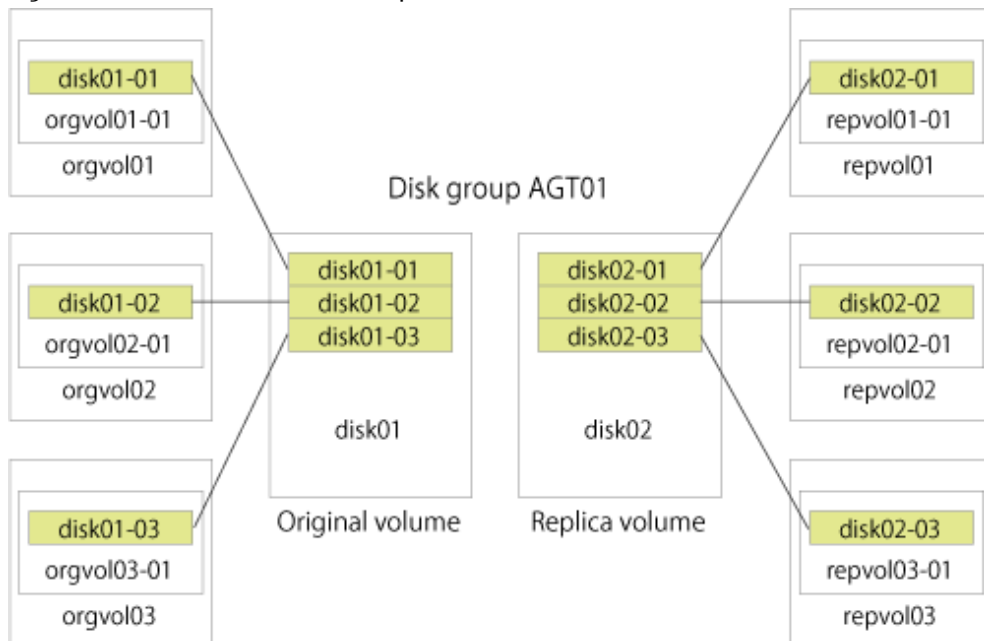 disk01-01
orgvol01-01
orgvol01
disk02-01
repvol01-01
repvol01
Disk group AGT01
disk01-02
orgvol02-01
orgvol02
disk01-01
disk01-02
disk01-03
disk01
Original volume
disk02-01
disk02-02
disk02-03
disk02
Replica volume
disk02-02
repvol02-01
repvol02
disk01-03
orgvol03-01
orgvol03
disk02-03
repvol03-01
repvol03